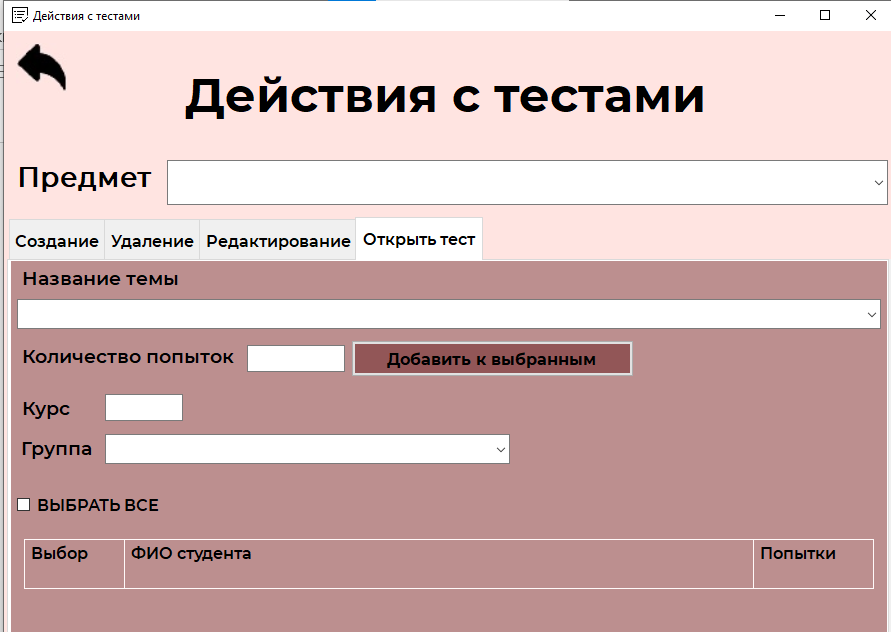 Действия с тестами
Действия с тестами
Предмет
Создание Удаление Редактирование Открыть тест
Название темы
Количество попыток Добавить к выбранным
Курс
Группа
ВЫБРАТЬ ВСЕ
Выбор ФИО студента Попытки